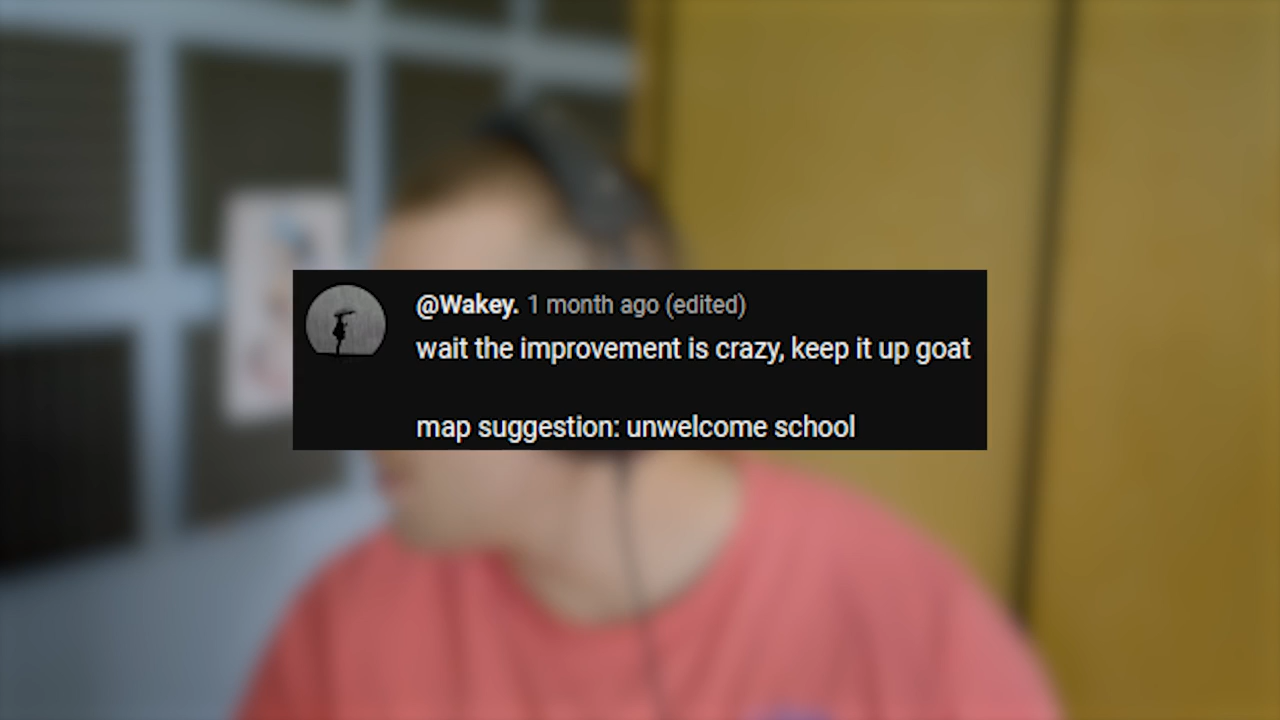 @Wakey. 1 month ago (edited)
wait the improvement is crazy, keep it up goat
map suggestion: unwelcome school